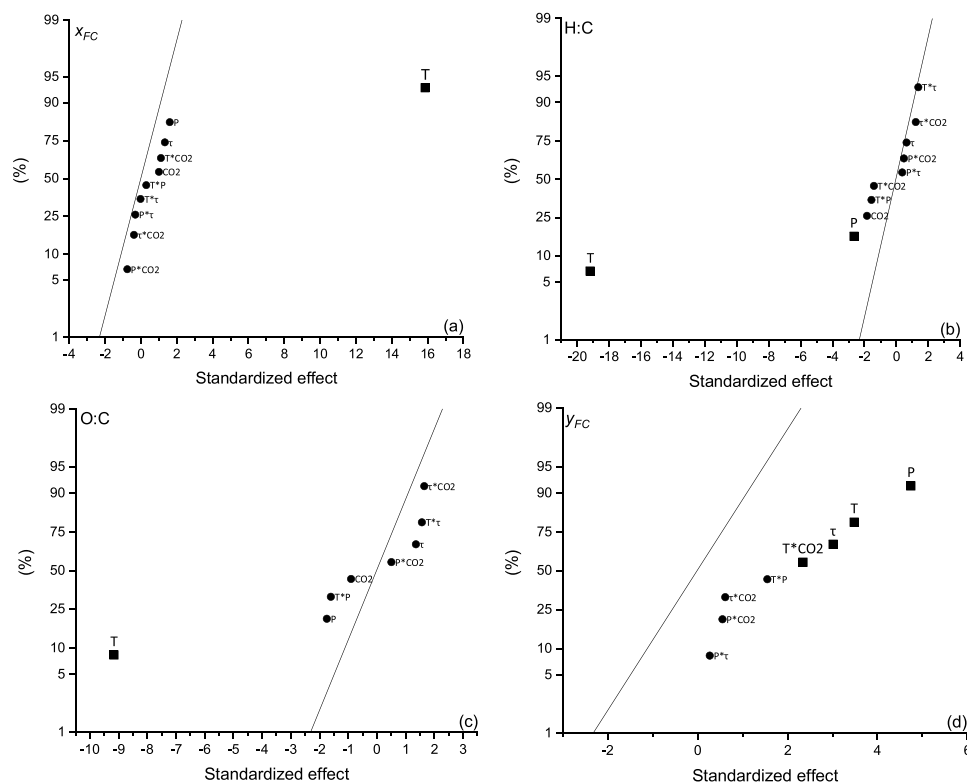 99
95
90
75
50
25
10
5
1
(%)
x_FC
T
P
τ
T*CO2
CO2
T*P
T*τ
P*τ
τ*CO2
P*CO2
(a)
-4 -2 0 2 4 6 8 10 12 14 16 18
Standardized effect
99
95
90
75
50
25
10
5
1
(%)
H:C
T*τ
τ*CO2
τ
P*CO2
P*τ
T*CO2
T*P
CO2
P
T
(b)
-20 -18 -16 -14 -12 -10 -8 -6 -4 -2 0 2 4
Standardized effect
99
95
90
75
50
25
10
5
1
(%)
O:C
τ*CO2
T*τ
τ
P*CO2
CO2
T*P
P
T
(c)
-10 -9 -8 -7 -6 -5 -4 -3 -2 -1 0 1 2 3
Standardized effect
99
95
90
75
50
25
10
5
1
(%)
y_FC
P
T
τ
T*CO2
T*P
τ*CO2
P*CO2
P*τ
(d)
-2 0 2 4 6
Standardized effect